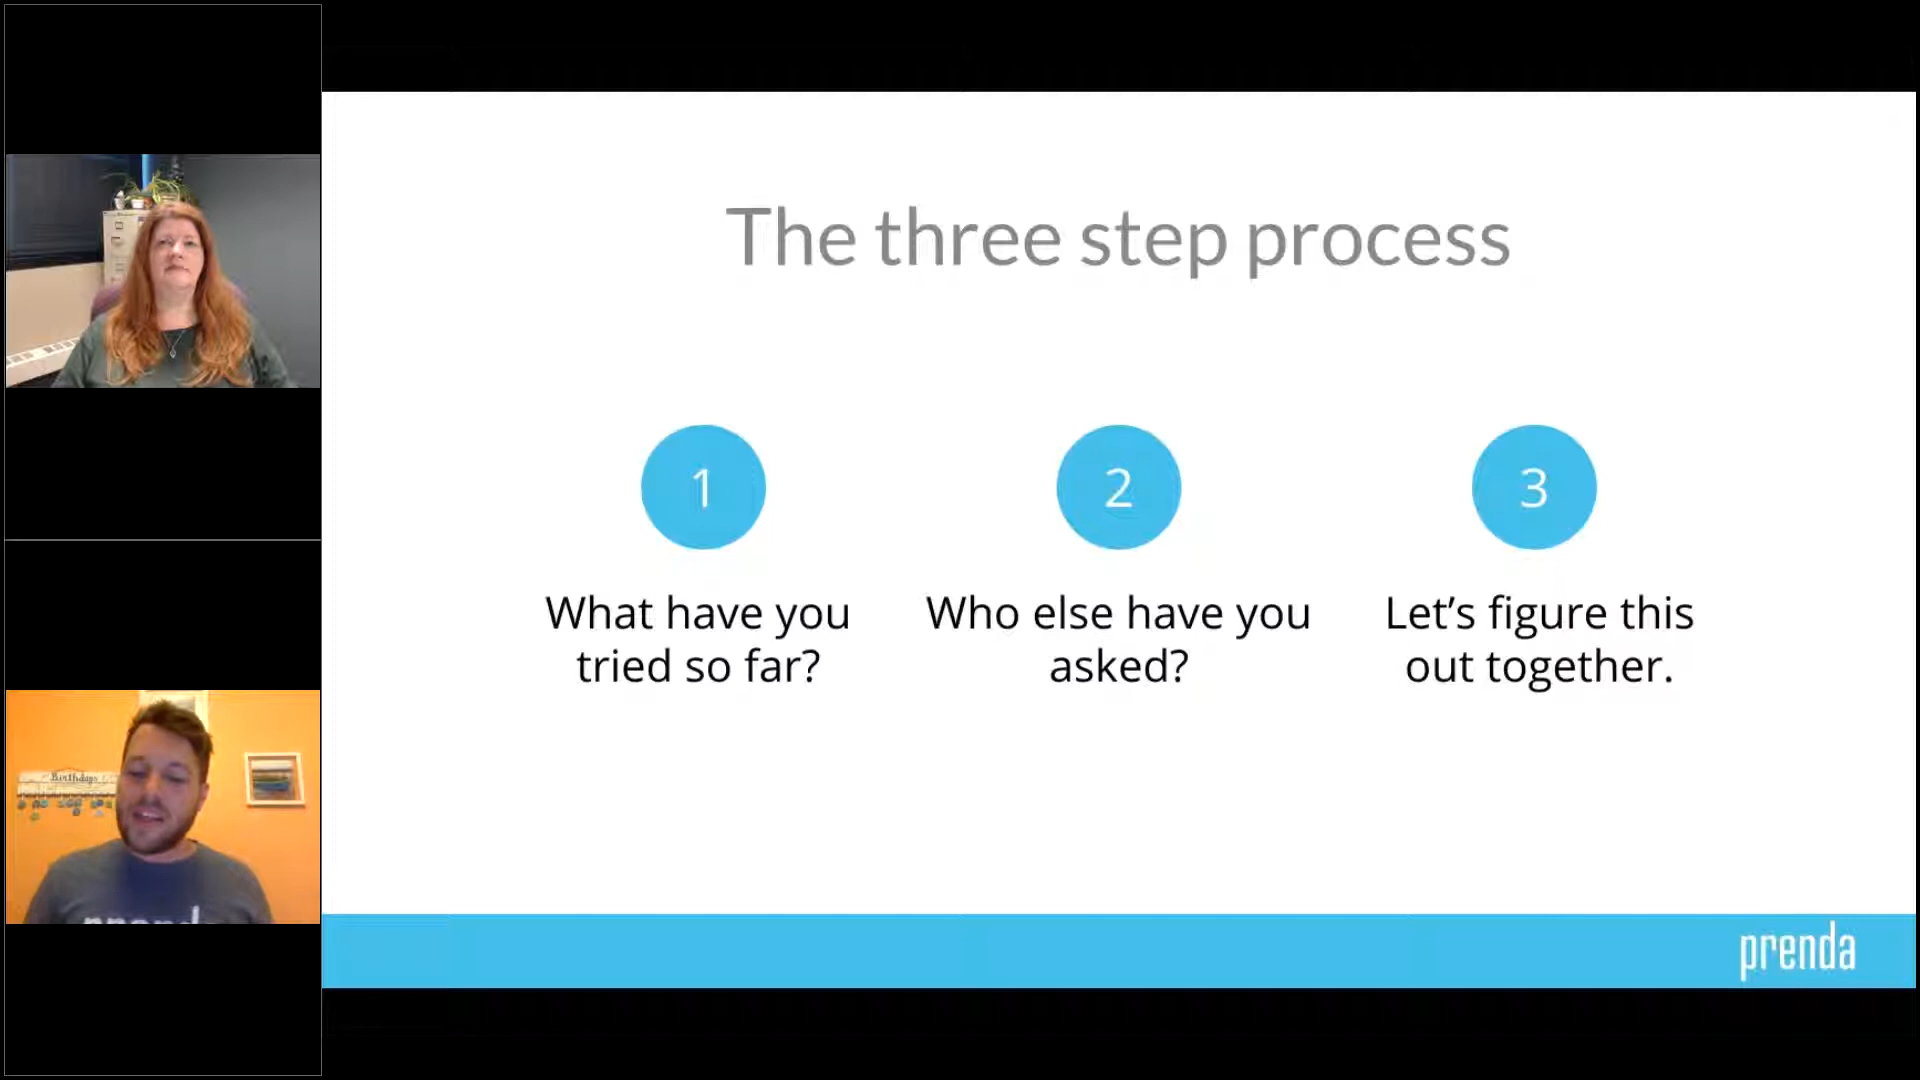 The three step process
1
2
3
What have you
tried so far?
Who else have you
asked?
Let's figure this
out together.
Birthdays
prenda